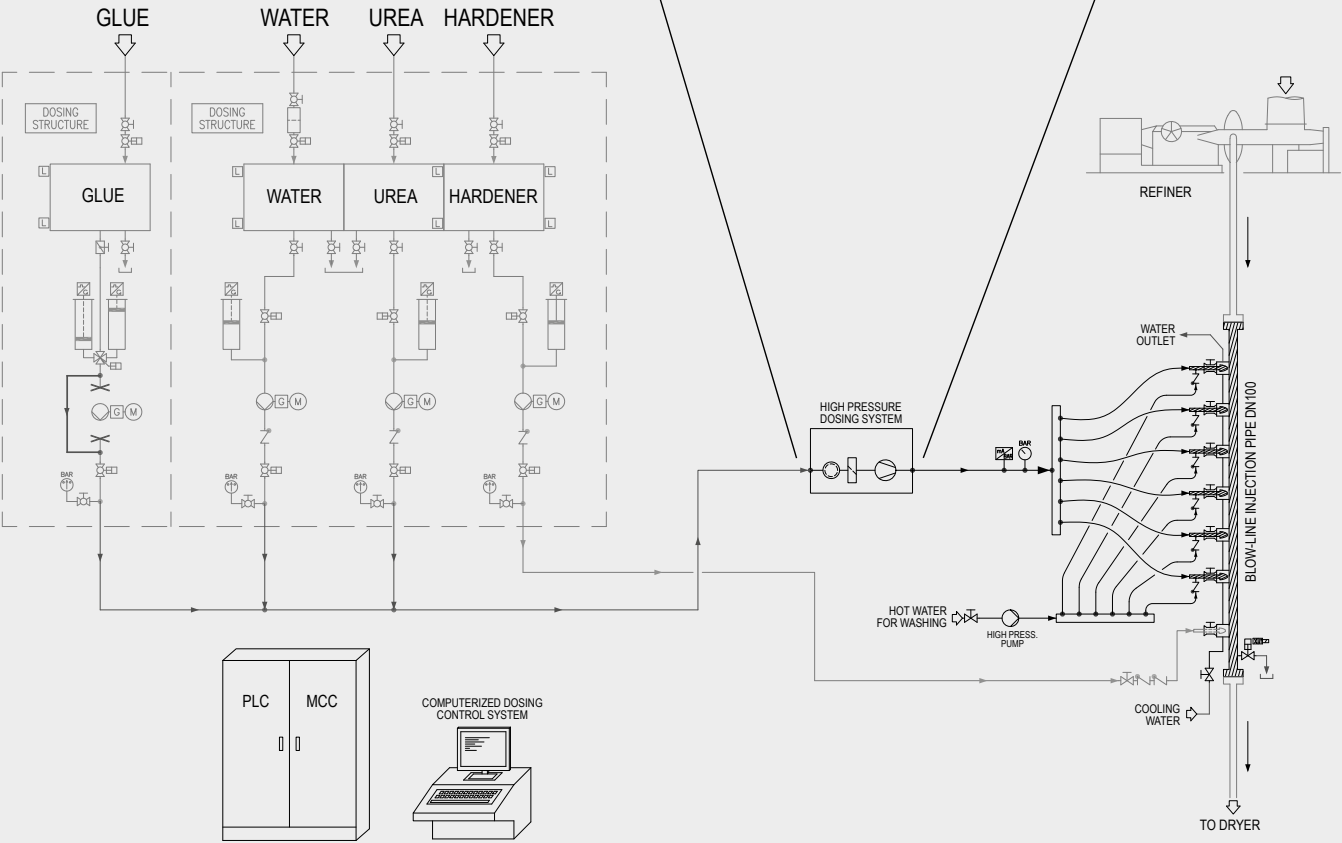 GLUE
WATER
UREA
HARDENER
DOSING
STRUCTURE
DOSING
STRUCTURE
L
L
GLUE
L
L
WATER
UREA
L
L
HARDENER
L
L
G
M
G
M
G
M
G
M
BAR
BAR
BAR
BAR
REFINER
WATER
OUTLET
HIGH PRESSURE
DOSING SYSTEM
mA
BAR
BAR
BLOW-LINE INJECTION PIPE DN100
HOT WATER
FOR WASHING
HIGH PRESS.
PUMP
COOLING
WATER
TO DRYER
PLC
MCC
COMPUTERIZED DOSING
CONTROL SYSTEM